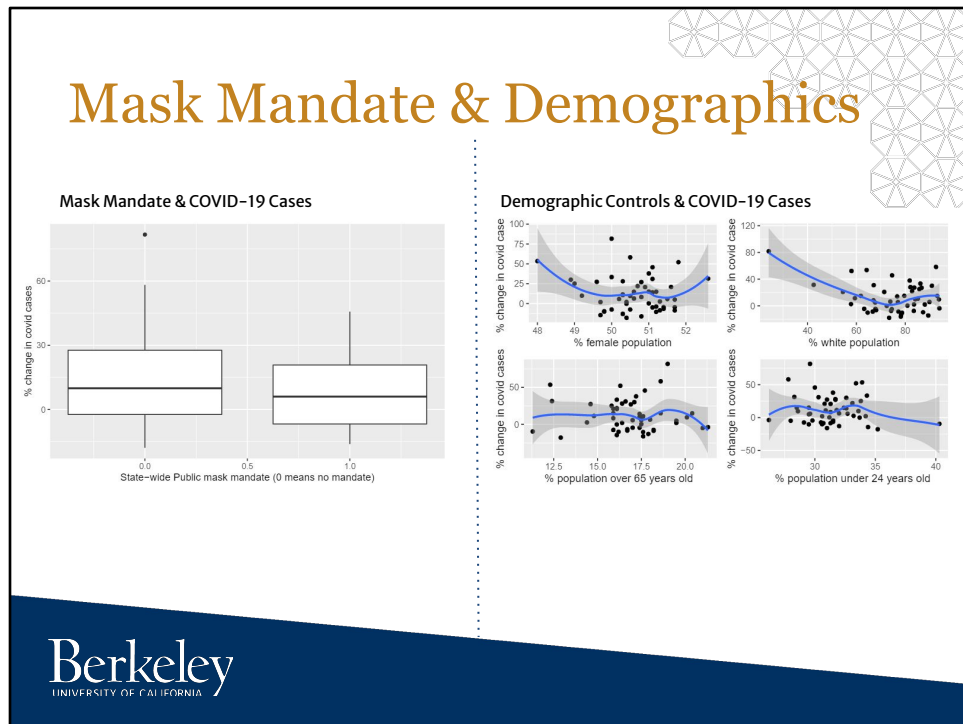 Mask Mandate & Demographics
Mask Mandate & COVID-19 Cases
% change in covid cases
60
30
0
0.0 0.5 1.0
State-wide Public mask mandate (0 means no mandate)
Demographic Controls & COVID-19 Cases
% change in covid case
100
75
50
25
0
48 49 50 51 52
% female population
% change in covid case
120
80
40
0
40 60 80
% white population
% change in covid cases
50
0
12.5 15.0 17.5 20.0
% population over 65 years old
% change in covid cases
50
0
-50
30 35 40
% population under 24 years old
Berkeley
UNIVERSITY OF CALIFORNIA